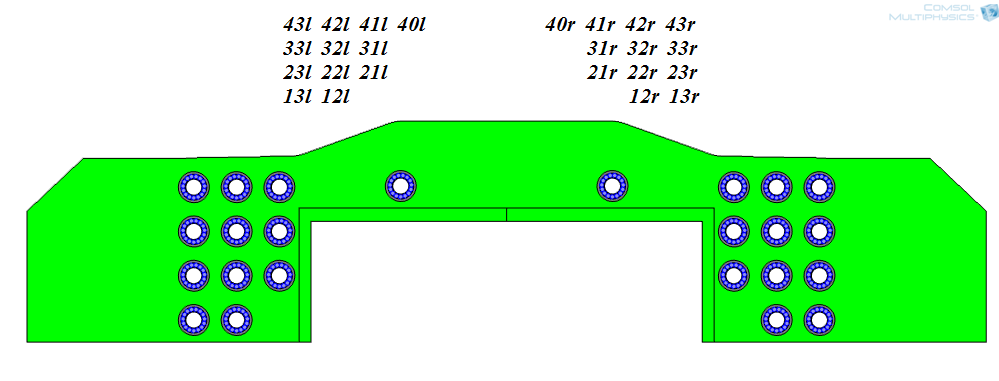 COMSOL
MULTIPHYSICS
43l 42l 41l 40l 40r 41r 42r 43r
33l 32l 31l 31r 32r 33r
23l 22l 21l 21r 22r 23r
13l 12l 12r 13r